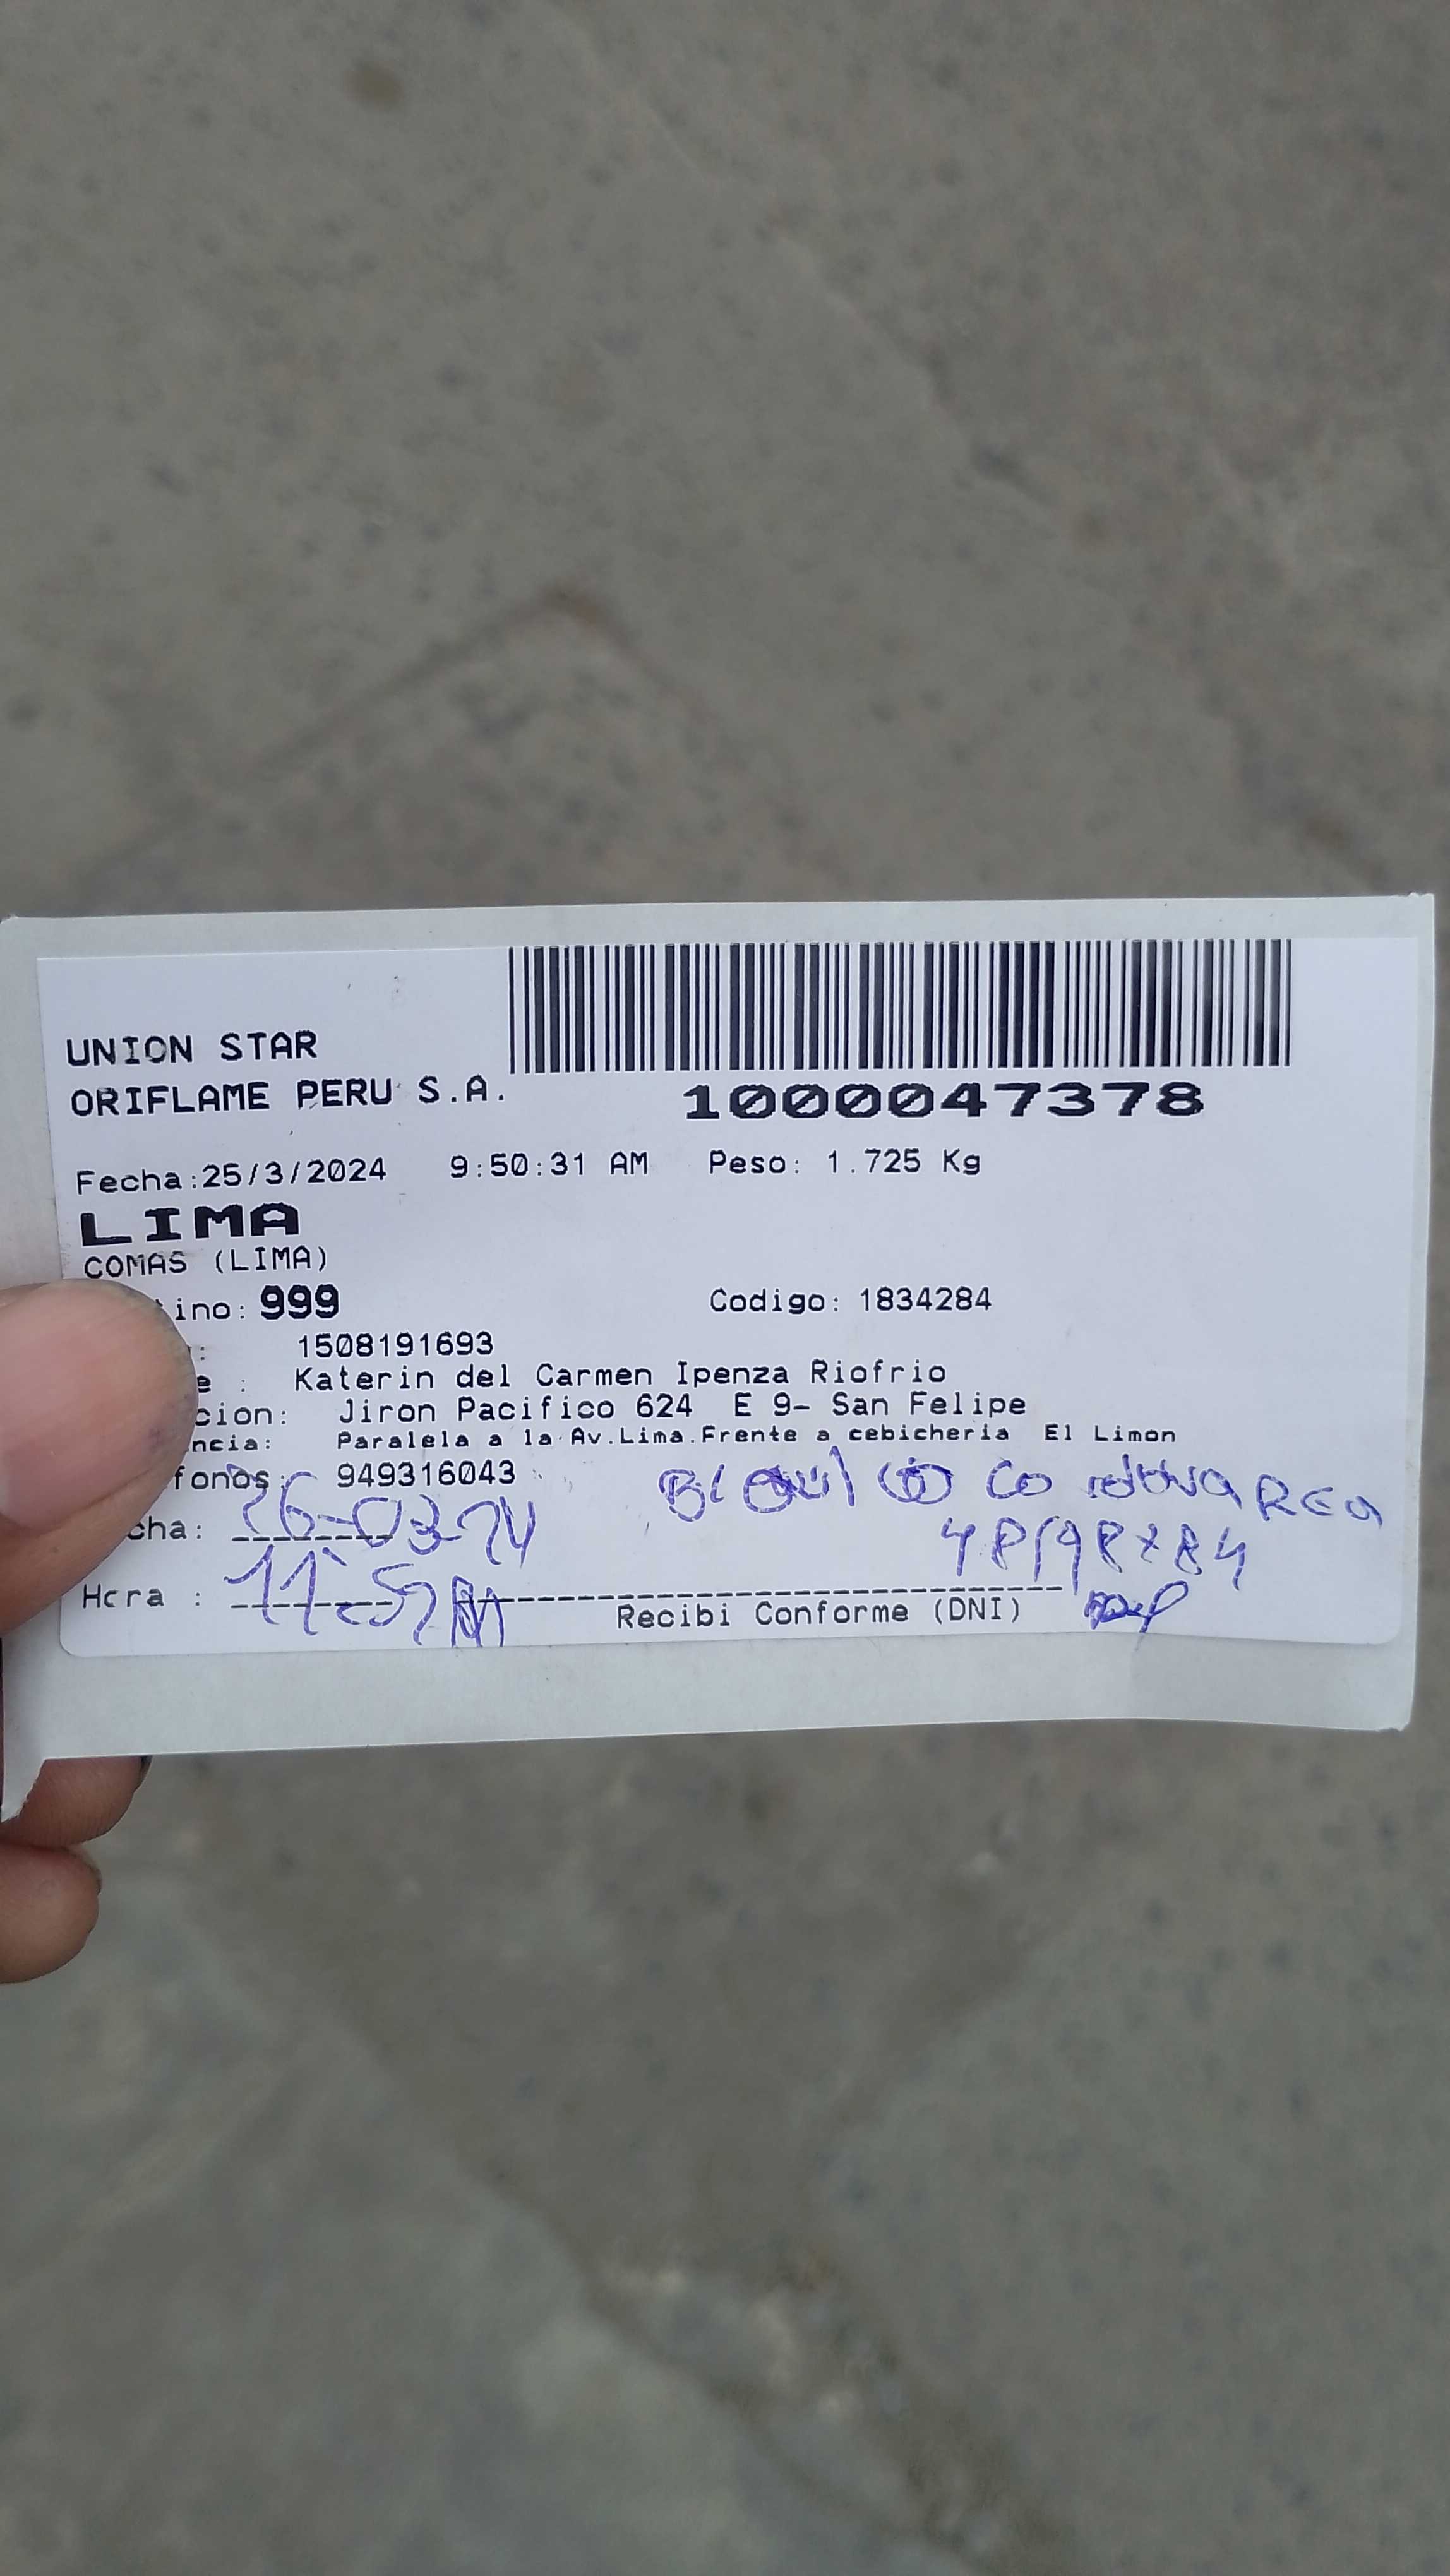 UNION STAR
ORIFLAME PERU S.A.
1000047378
Fecha:25/3/2024 9:50:31 AM Peso: 1.725 Kg
LIMA
COMAS (LIMA)
ino: 999 Codigo: 1834284
: 1508191693
e : Katerin del Carmen Ipenza Riofrio
cion: Jiron Pacifico 624 E 9- San Felipe
ncia: Paralela a la Av.Lima.Frente a cebicheria El Limon
fonos: 949316043
cha: 26-03-24
Hora :
Recibi Conforme (DNI)